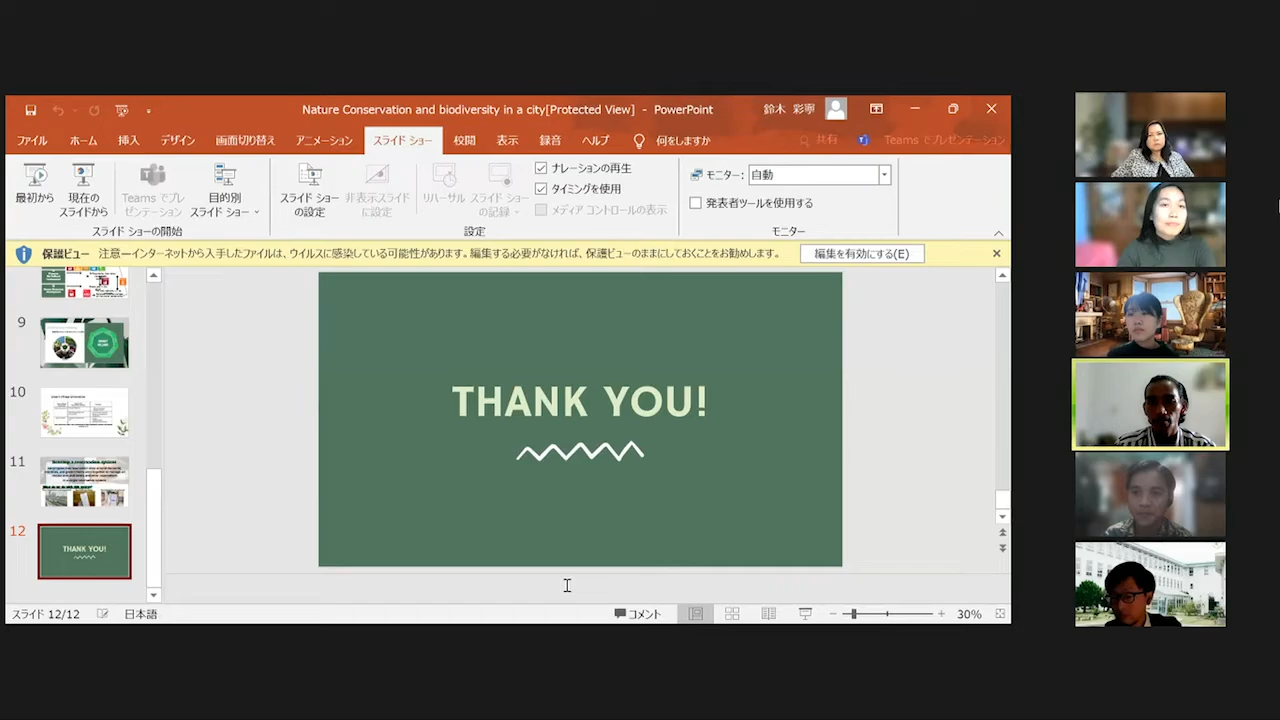 Nature Conservation and biodiversity in a city[Protected View] - PowerPoint
鈴木 彩寧
ファイル ホーム 挿入 デザイン 画面切り替え アニメーション スライド ショー 校閲 表示 録音 ヘルプ 何をしますか 共有 Teams でプレゼンテーション
最初から
現在の
スライドから
Teams でプレ
ゼンテーション
目的別
スライド ショー
スライド ショーの開始
スライド ショー
の設定
非表示スライド
に設定
リハーサル
スライド ショー
の記録
ナレーションの再生
タイミングを使用
メディア コントロールの表示
設定
モニター: 自動
発表者ツールを使用する
モニター
保護ビュー 注意—インターネットから入手したファイルは、ウイルスに感染している可能性があります。編集する必要がなければ、保護ビューのままにしておくことをお勧めします。 編集を有効にする(E)
9
10
11
12
THANK YOU!
THANK YOU!
スライド 12/12 日本語 コメント 30%